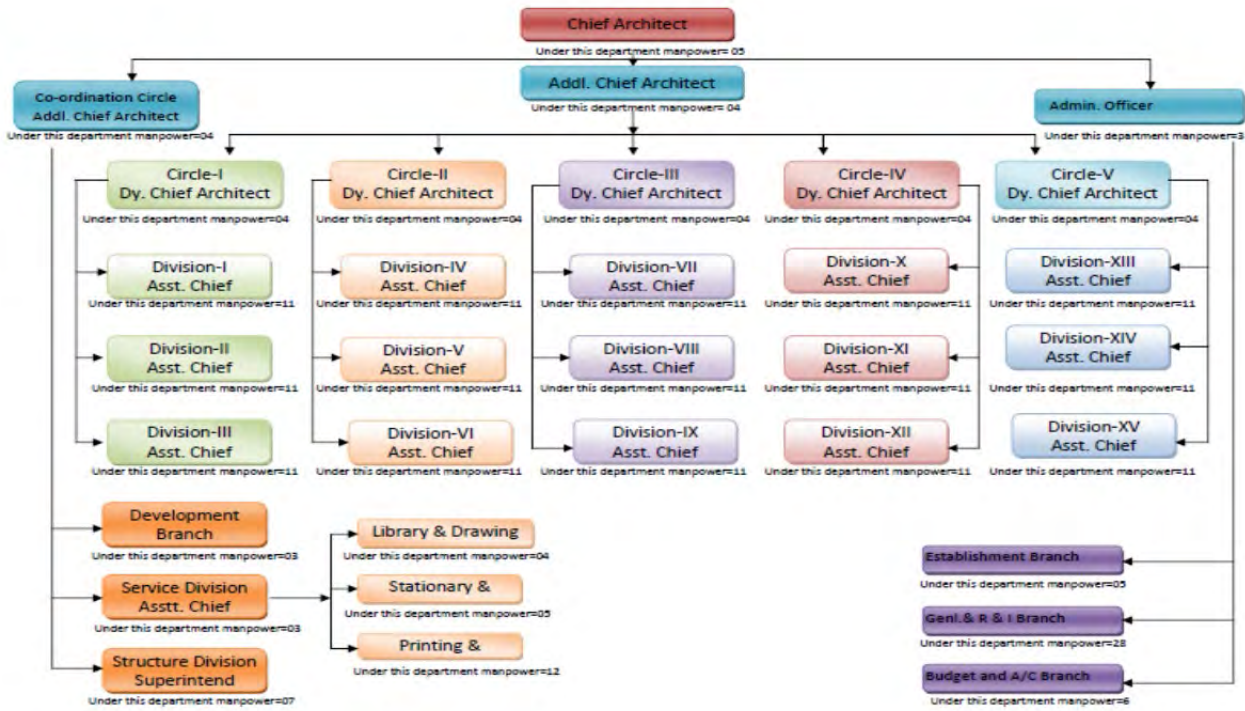 Chief Architect
Under this department manpower= 05
Co-ordination Circle
Addl. Chief Architect
Under this department manpower=04
Addl. Chief Architect
Under this department manpower= 04
Admin. Officer
Under this department manpower=3
Circle-I
Dy. Chief Architect
Under this department manpower=04
Circle-II
Dy. Chief Architect
Under this department manpower=04
Circle-III
Dy. Chief Architect
Under this department manpower=04
Circle-IV
Dy. Chief Architect
Under this department manpower=04
Circle-V
Dy. Chief Architect
Under this department manpower=04
Division-I
Asst. Chief
Under this department manpower=11
Division-IV
Asst. Chief
Under this department manpower=11
Division-VII
Asst. Chief
Under this department manpower=11
Division-X
Asst. Chief
Under this department manpower=11
Division-XIII
Asst. Chief
Under this department manpower=11
Division-II
Asst. Chief
Under this department manpower=11
Division-V
Asst. Chief
Under this department manpower=11
Division-VIII
Asst. Chief
Under this department manpower=11
Division-XI
Asst. Chief
Under this department manpower=11
Division-XIV
Asst. Chief
Under this department manpower=11
Division-III
Asst. Chief
Under this department manpower=11
Division-VI
Asst. Chief
Under this department manpower=11
Division-IX
Asst. Chief
Under this department manpower=11
Division-XII
Asst. Chief
Under this department manpower=11
Division-XV
Asst. Chief
Under this department manpower=11
Development
Branch
Under this department manpower=03
Service Division
Asstt. Chief
Under this department manpower=03
Structure Division
Superintend
Under this department manpower=07
Library & Drawing
Under this department manpower=04
Stationary &
Under this department manpower=05
Printing &
Under this department manpower=12
Establishment Branch
Under this department manpower=05
Genl.& R & I Branch
Under this department manpower=28
Budget and A/C Branch
Under this department manpower=6